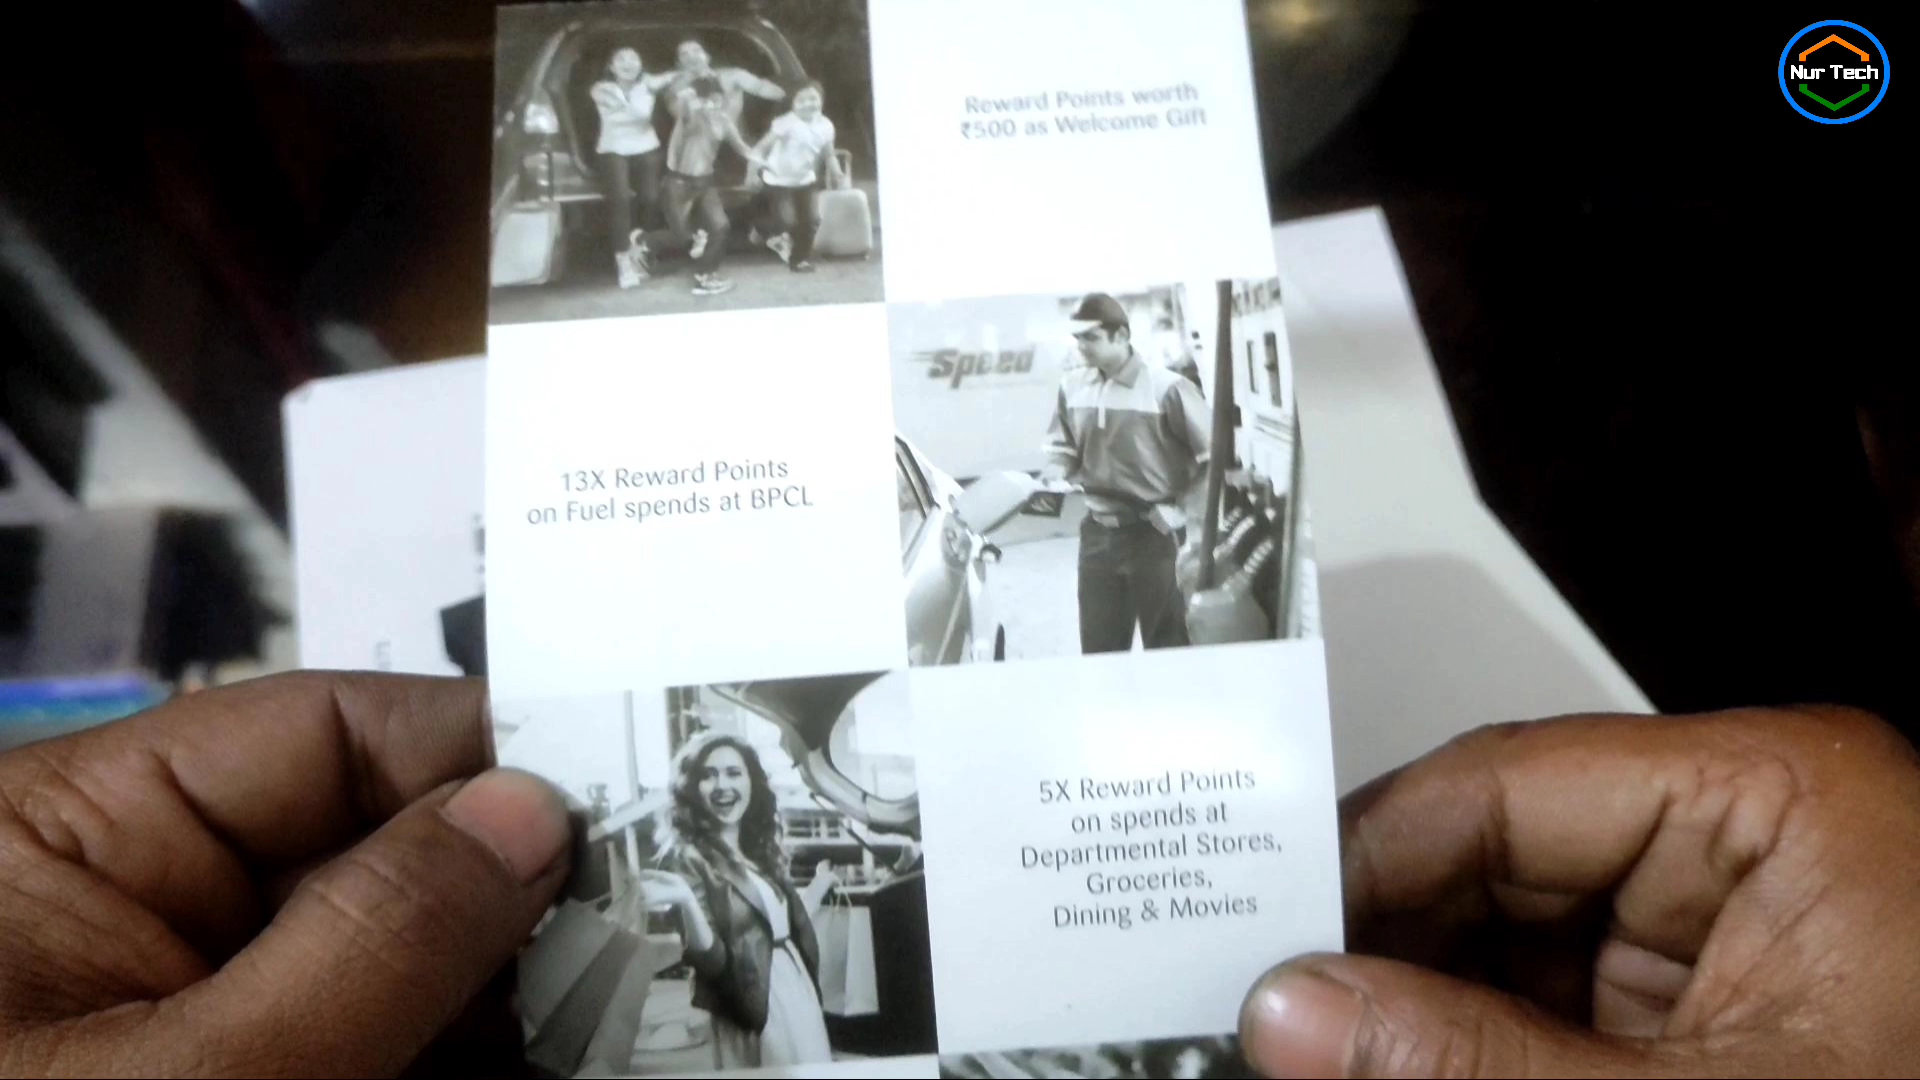 Nur Tech
Reward Points worth
₹500 as Welcome Gift
Speed
13X Reward Points
on Fuel spends at BPCL
5X Reward Points
on spends at
Departmental Stores,
Groceries,
Dining & Movies